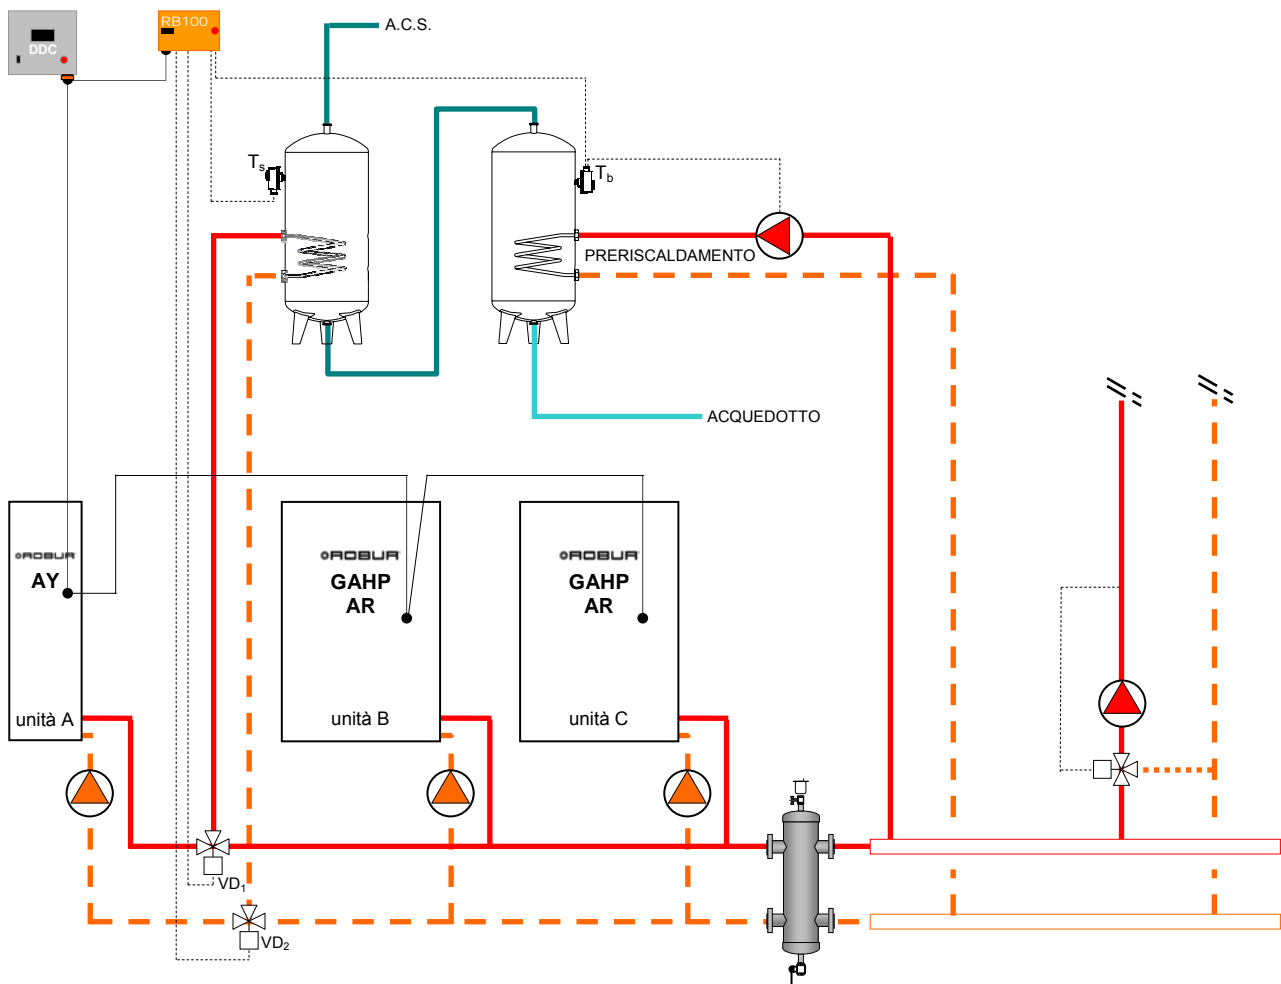 RB100
DDC
A.C.S.
Ts
Tb
PRERISCALDAMENTO
ACQUEDOTTO
ROBUR
AY
unità A
ROBUR
GAHP
AR
unità B
ROBUR
GAHP
AR
unità C
VD1
VD2